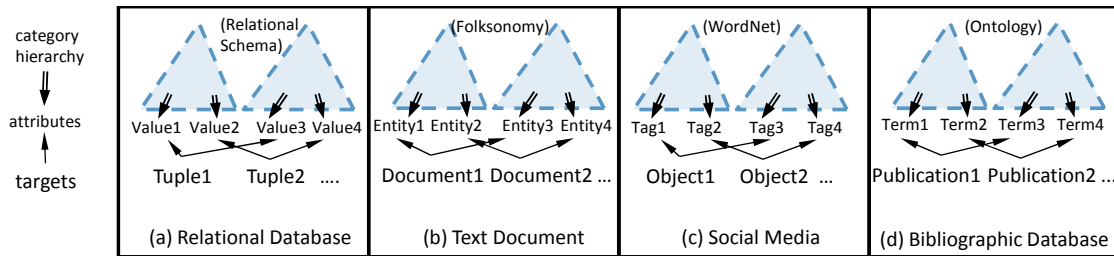 category
hierarchy
attributes
targets
(Relational
Schema)
Value1 Value2 Value3 Value4
Tuple1 Tuple2 ....
(a) Relational Database
(Folksonomy)
Entity1 Entity2 Entity3 Entity4
Document1 Document2 ...
(b) Text Document
(WordNet)
Tag1 Tag2 Tag3 Tag4
Object1 Object2 ...
(c) Social Media
(Ontology)
Term1 Term2 Term3 Term4
Publication1 Publication2 ...
(d) Bibliographic Database